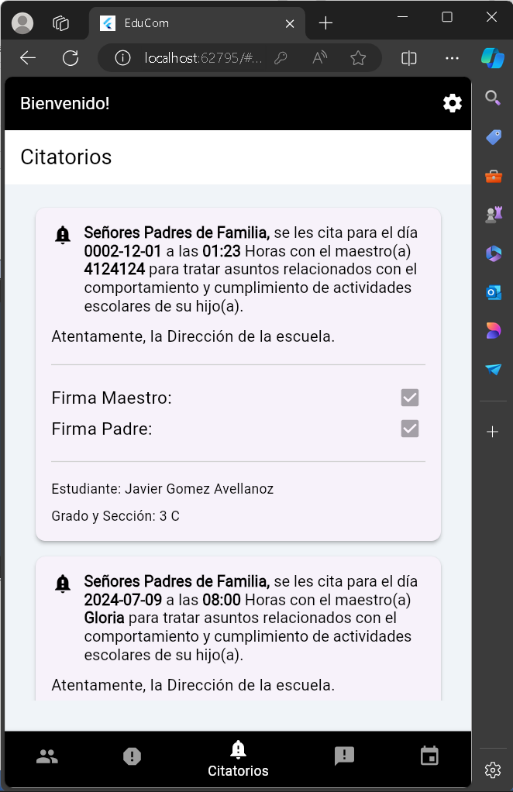 EduCom
localhost:62795/#...
Bienvenido!
Citatorios
Señores Padres de Familia, se les cita para el día
0002-12-01 a las 01:23 Horas con el maestro(a)
4124124 para tratar asuntos relacionados con el
comportamiento y cumplimiento de actividades
escolares de su hijo(a).
Atentamente, la Dirección de la escuela.
Firma Maestro:
Firma Padre:
Estudiante: Javier Gomez Avellanoz
Grado y Sección: 3 C
Señores Padres de Familia, se les cita para el día
2024-07-09 a las 08:00 Horas con el maestro(a)
Gloria para tratar asuntos relacionados con el
comportamiento y cumplimiento de actividades
escolares de su hijo(a).
Atentamente, la Dirección de la escuela.
Citatorios